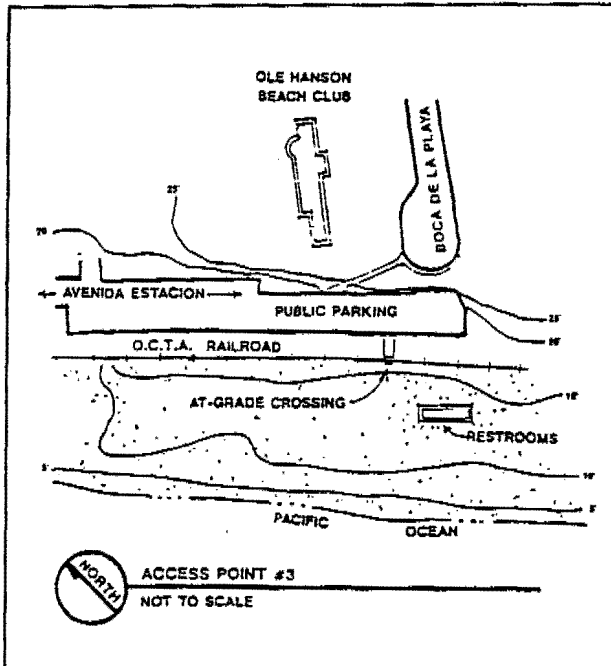 OLE HANSON
BEACH CLUB
BOCA DE LA PLAYA
25'
AVENIDA ESTACION
PUBLIC PARKING
25'
O.C.T.A. RAILROAD
AT-GRADE CROSSING
RESTROOMS
5'
5'
PACIFIC OCEAN
NORTH
ACCESS POINT #3
NOT TO SCALE